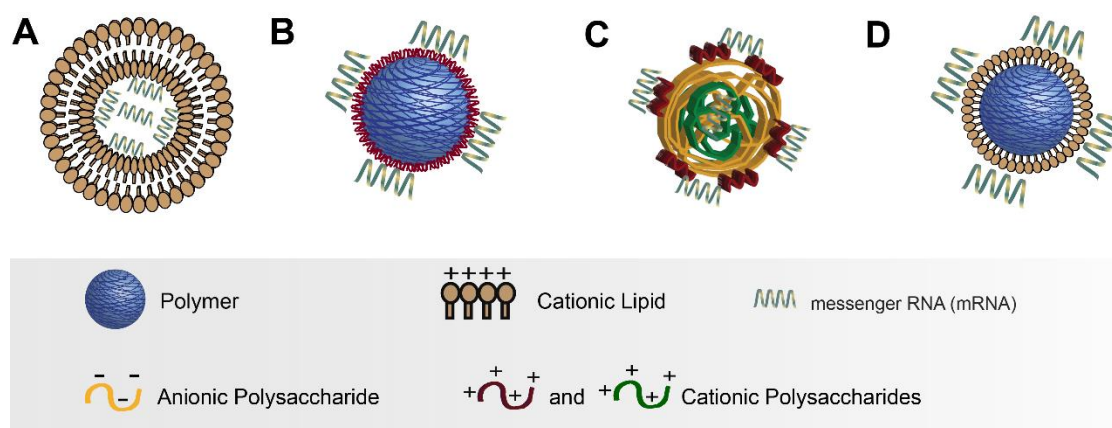 A B C D
++++
Polymer Cationic Lipid messenger RNA (mRNA)
- - + +
- + + + + + +
Anionic Polysaccharide and Cationic Polysaccharides